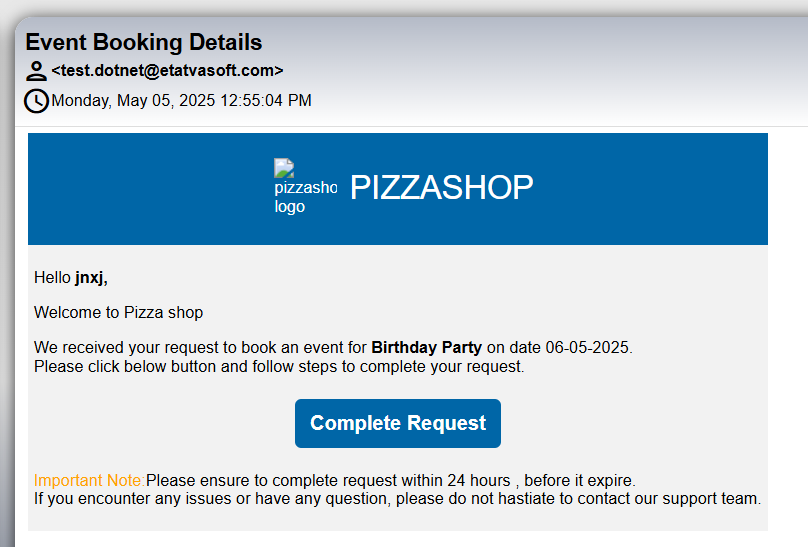 Event Booking Details
<test.dotnet@etatvasoft.com>
Monday, May 05, 2025 12:55:04 PM
pizzasho
logo
PIZZASHOP
Hello jnxj,
Welcome to Pizza shop
We received your request to book an event for Birthday Party on date 06-05-2025.
Please click below button and follow steps to complete your request.
Complete Request
Important Note:Please ensure to complete request within 24 hours , before it expire.
If you encounter any issues or have any question, please do not hastiate to contact our support team.